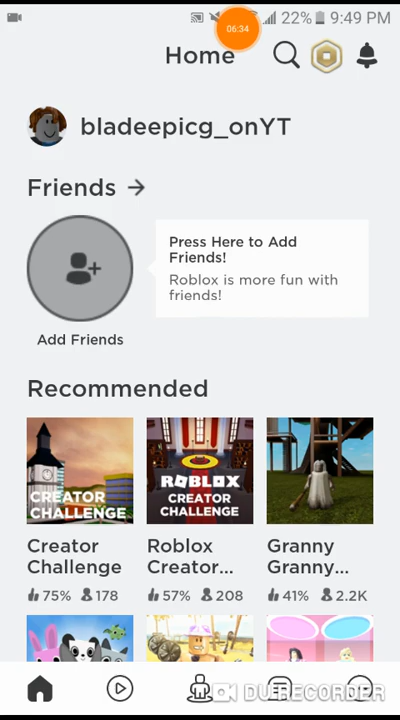 22% 9:49 PM
06:34
Home
bladeepicg_onYT
Friends →
Press Here to Add
Friends!
Roblox is more fun with
friends!
Add Friends
Recommended
CREATOR
CHALLENGE
ROBLOX
CREATOR
CHALLENGE
Creator
Challenge
Roblox
Creator...
Granny
Granny...
75% 178
57% 208
41% 2.2K
DU RECORDER